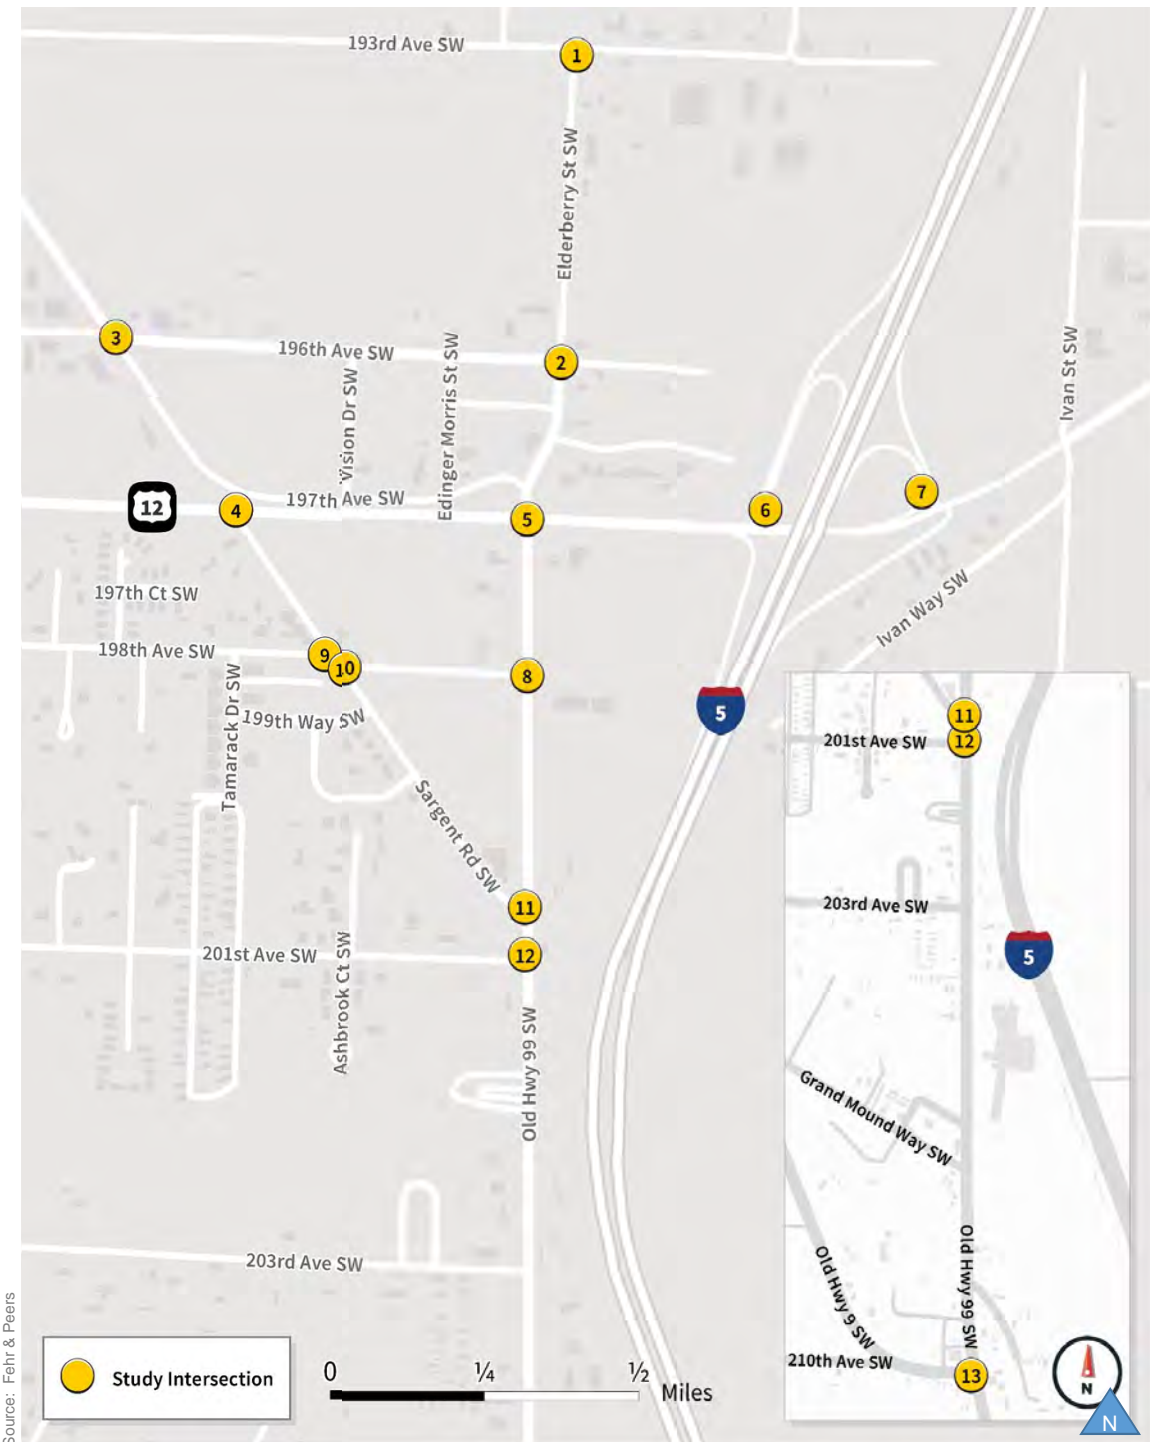 193rd Ave SW
1
Elderberry St SW
3
196th Ave SW
2
Vision Dr SW
Edinger Morris St SW
Ivan St SW
12
4
197th Ave SW
5
6
7
197th Ct SW
198th Ave SW
9
10
8
Ivan Way SW
Tamarack Dr SW
199th Way SW
5
Sargent Rd SW
11
12
201st Ave SW
Ashbrook Ct SW
Old Hwy 99 SW
203rd Ave SW
11
12
201st Ave SW
203rd Ave SW
5
Grand Mound Way SW
Old Hwy 9 SW
Old Hwy 99 SW
210th Ave SW
13
N
N
Study Intersection
0 ¼ ½
Miles
Source: Fehr & Peers